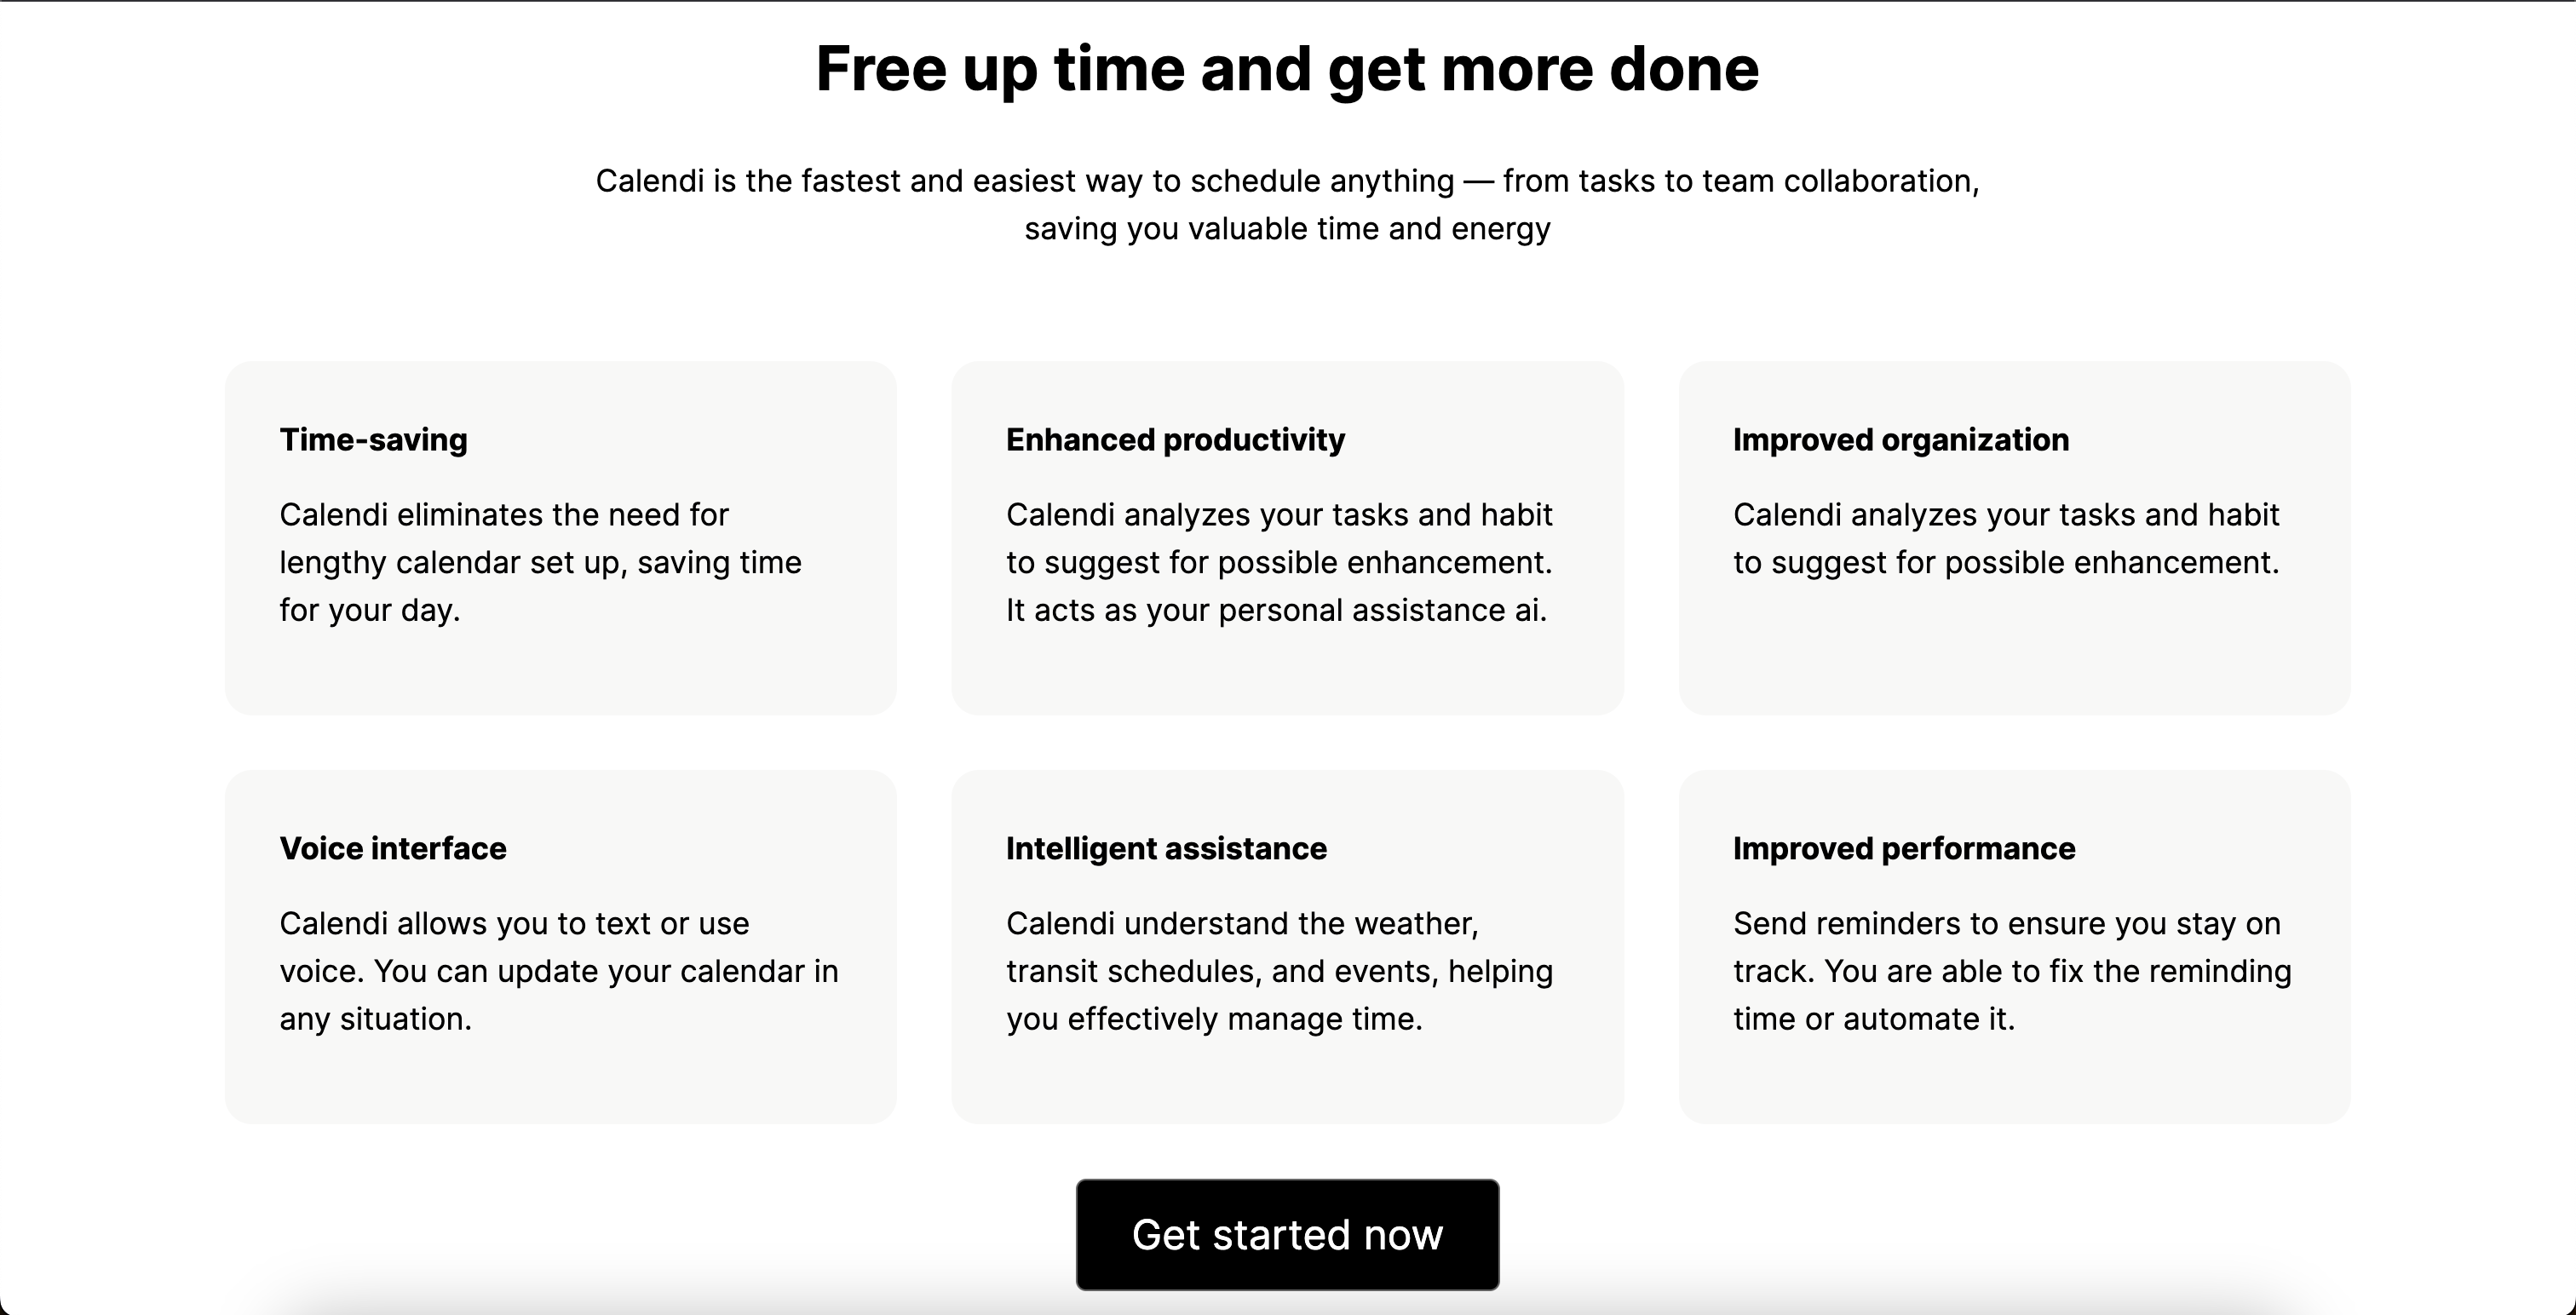 Free up time and get more done
Calendi is the fastest and easiest way to schedule anything — from tasks to team collaboration,
saving you valuable time and energy
Time-saving
Calendi eliminates the need for
lengthy calendar set up, saving time
for your day.
Enhanced productivity
Calendi analyzes your tasks and habit
to suggest for possible enhancement.
It acts as your personal assistance ai.
Improved organization
Calendi analyzes your tasks and habit
to suggest for possible enhancement.
Voice interface
Calendi allows you to text or use
voice. You can update your calendar in
any situation.
Intelligent assistance
Calendi understand the weather,
transit schedules, and events, helping
you effectively manage time.
Improved performance
Send reminders to ensure you stay on
track. You are able to fix the reminding
time or automate it.
Get started now